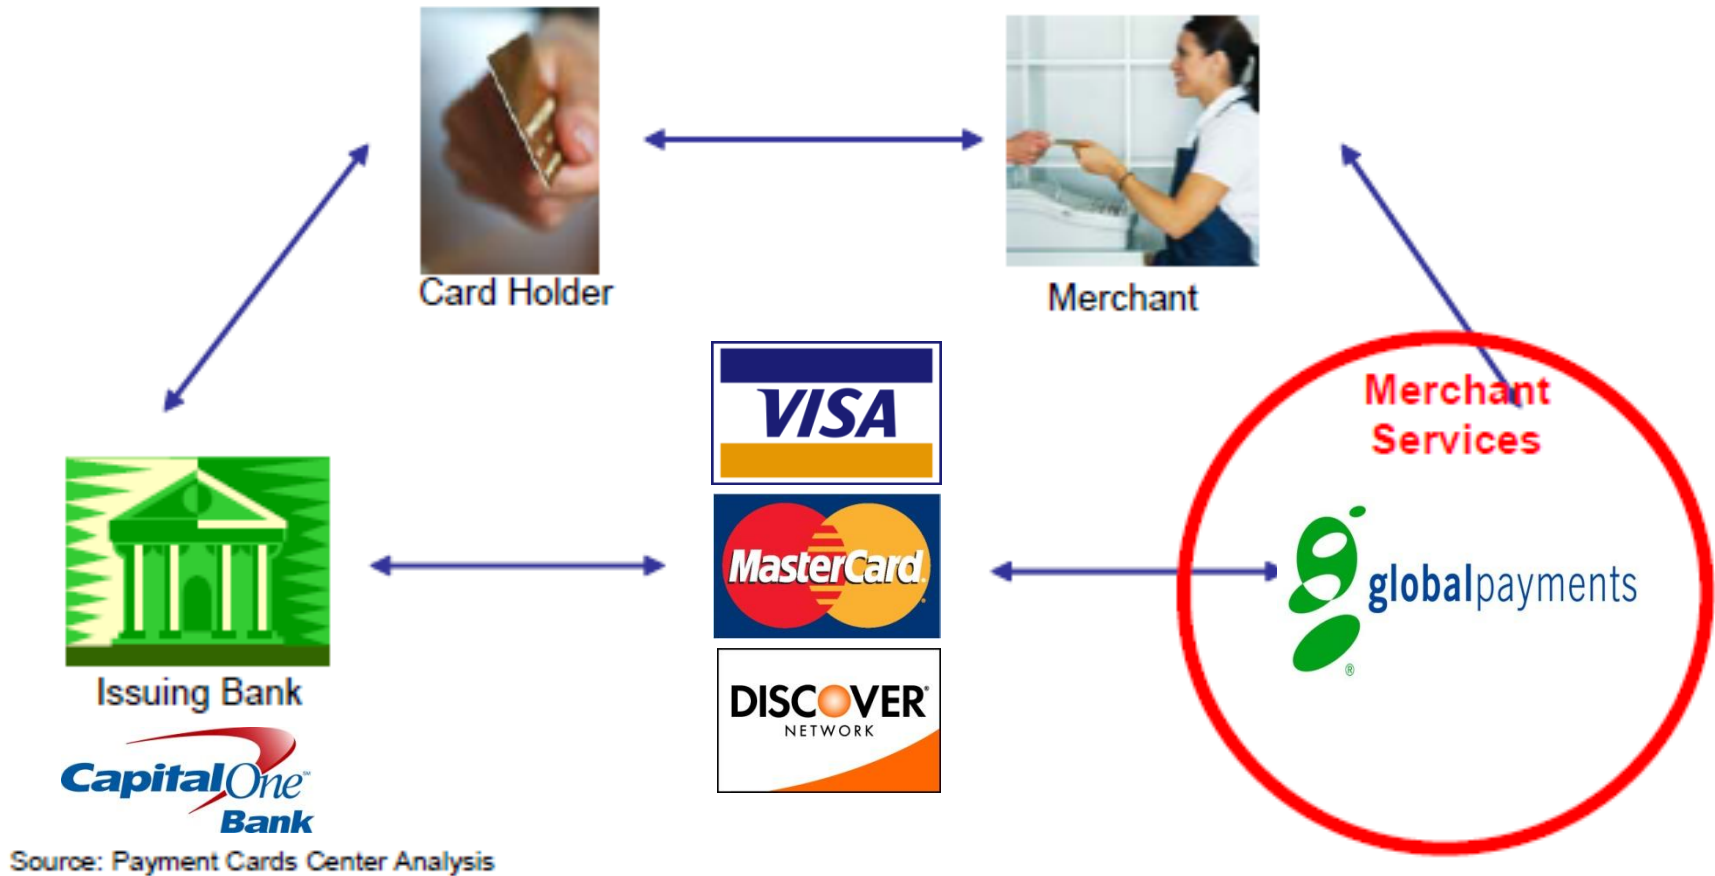 Card Holder
Merchant
VISA
MasterCard
DISCOVER®
NETWORK
Merchant
Services
globalpayments
®
Issuing Bank
CapitalOne
Bank
Source: Payment Cards Center Analysis